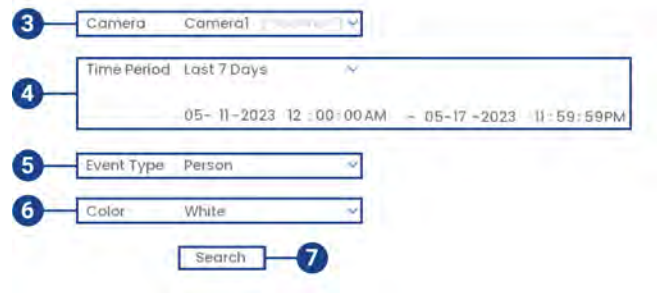 3 Camera Camera1
4 Time Period Last 7 Days
05- 11-2023 12 :00:00AM - 05-17 -2023 11:59:59PM
5 Event Type Person
6 Color White
Search 7